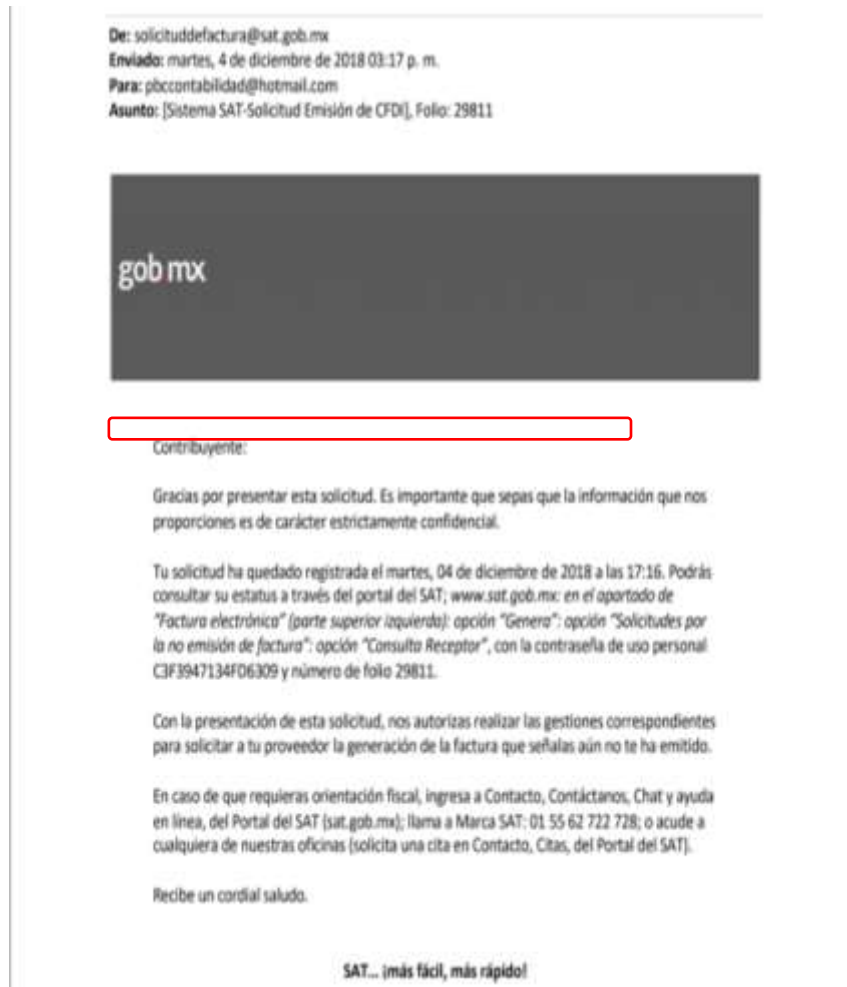 De: solicituddefactura@sat.gob.mx
Enviado: martes, 4 de diciembre de 2018 03:17 p. m.
Para: pbccontabilidad@hotmail.com
Asunto: [Sistema SAT-Solicitud Emisión de CFDI], Folio: 29811
gob.mx
Contribuyente:
Gracias por presentar esta solicitud. Es importante que sepas que la información que nos
proporciones es de carácter estrictamente confidencial.
Tu solicitud ha quedado registrada el martes, 04 de diciembre de 2018 a las 17:16. Podrás
consultar su estatus a través del portal del SAT; www.sat.gob.mx: en el apartado de
"Factura electrónica" (parte superior izquierda): opción "Genera": opción "Solicitudes por
la no emisión de factura": opción "Consulta Receptor", con la contraseña de uso personal
C3F3947134F06309 y número de folio 29811.
Con la presentación de esta solicitud, nos autorizas realizar las gestiones correspondientes
para solicitar a tu proveedor la generación de la factura que señalas aún no te ha emitido.
En caso de que requieras orientación fiscal, ingresa a Contacto, Contáctanos, Chat y ayuda
en línea, del Portal del SAT (sat.gob.mx); llama a Marca SAT: 01 55 62 722 728; o acude a
cualquiera de nuestras oficinas (solicita una cita en Contacto, Citas, del Portal del SAT).
Recibe un cordial saludo.
SAT... ¡más fácil, más rápido!